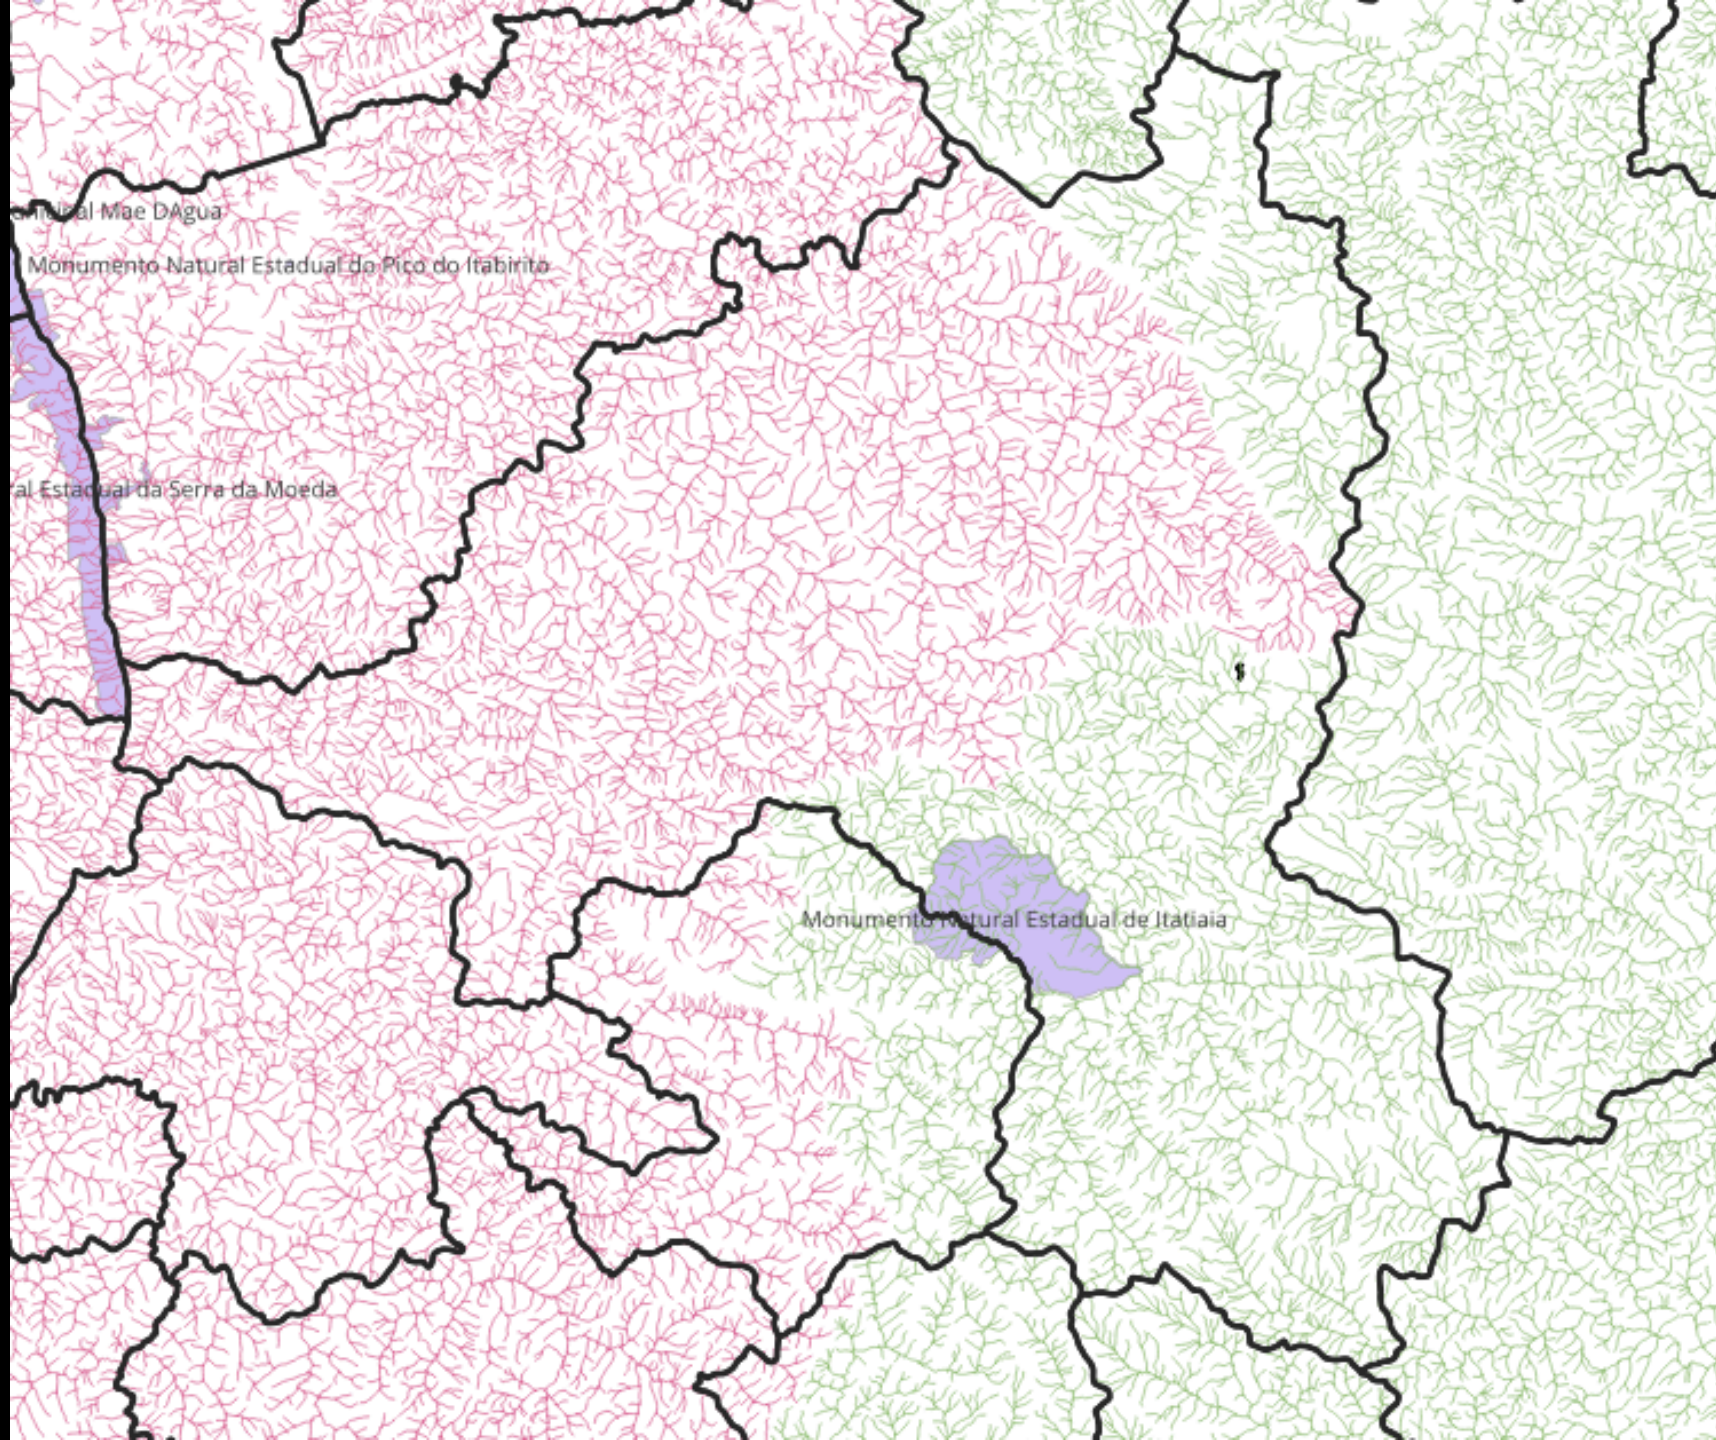 al Mae DAgua
Monumento Natural Estadual do Pico do Itabirito
al Estadual da Serra da Moeda
Monumento Natural Estadual de Itatiaia